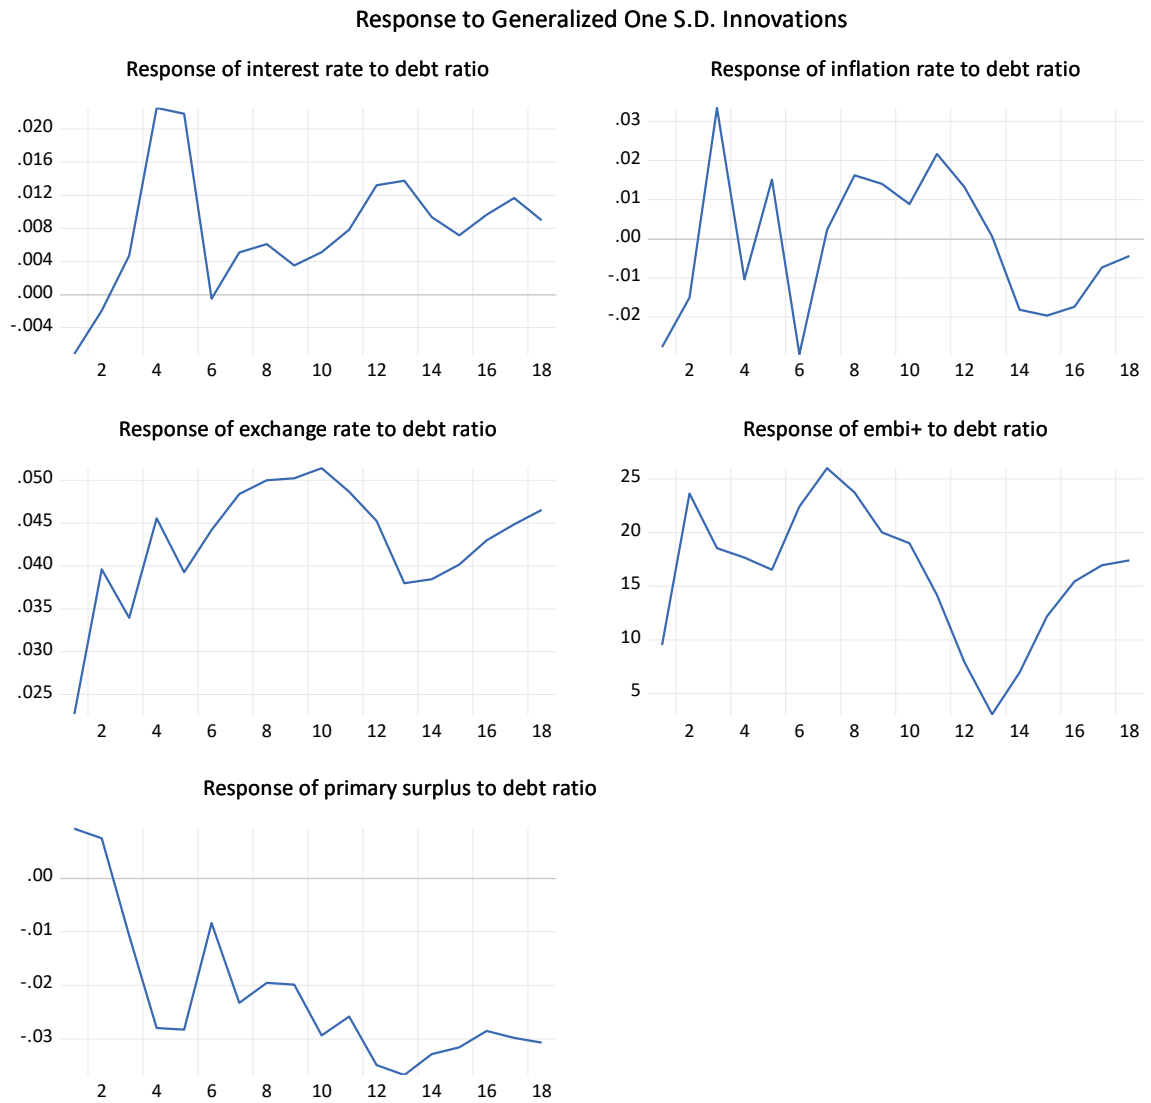 Response to Generalized One S.D. Innovations
Response of interest rate to debt ratio
.020
.016
.012
.008
.004
.000
-.004
2 4 6 8 10 12 14 16 18
Response of inflation rate to debt ratio
.03
.02
.01
.00
-.01
-.02
2 4 6 8 10 12 14 16 18
Response of exchange rate to debt ratio
.050
.045
.040
.035
.030
.025
2 4 6 8 10 12 14 16 18
Response of embi+ to debt ratio
25
20
15
10
5
2 4 6 8 10 12 14 16 18
Response of primary surplus to debt ratio
.00
-.01
-.02
-.03
2 4 6 8 10 12 14 16 18